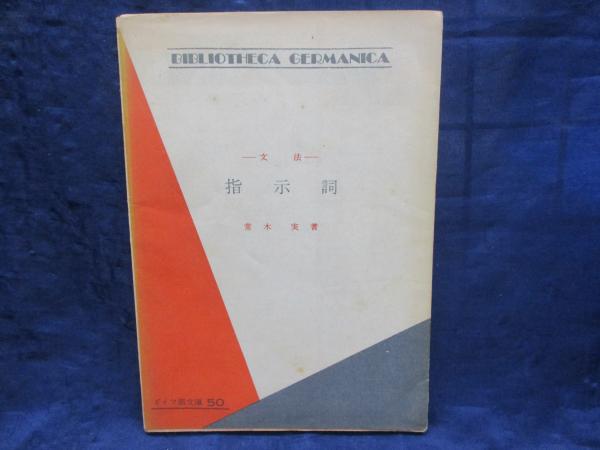 BIBLIOTHECA GERMANICA
―文 法―
指 示 詞
常 木 実 著
ドイツ語文庫 50